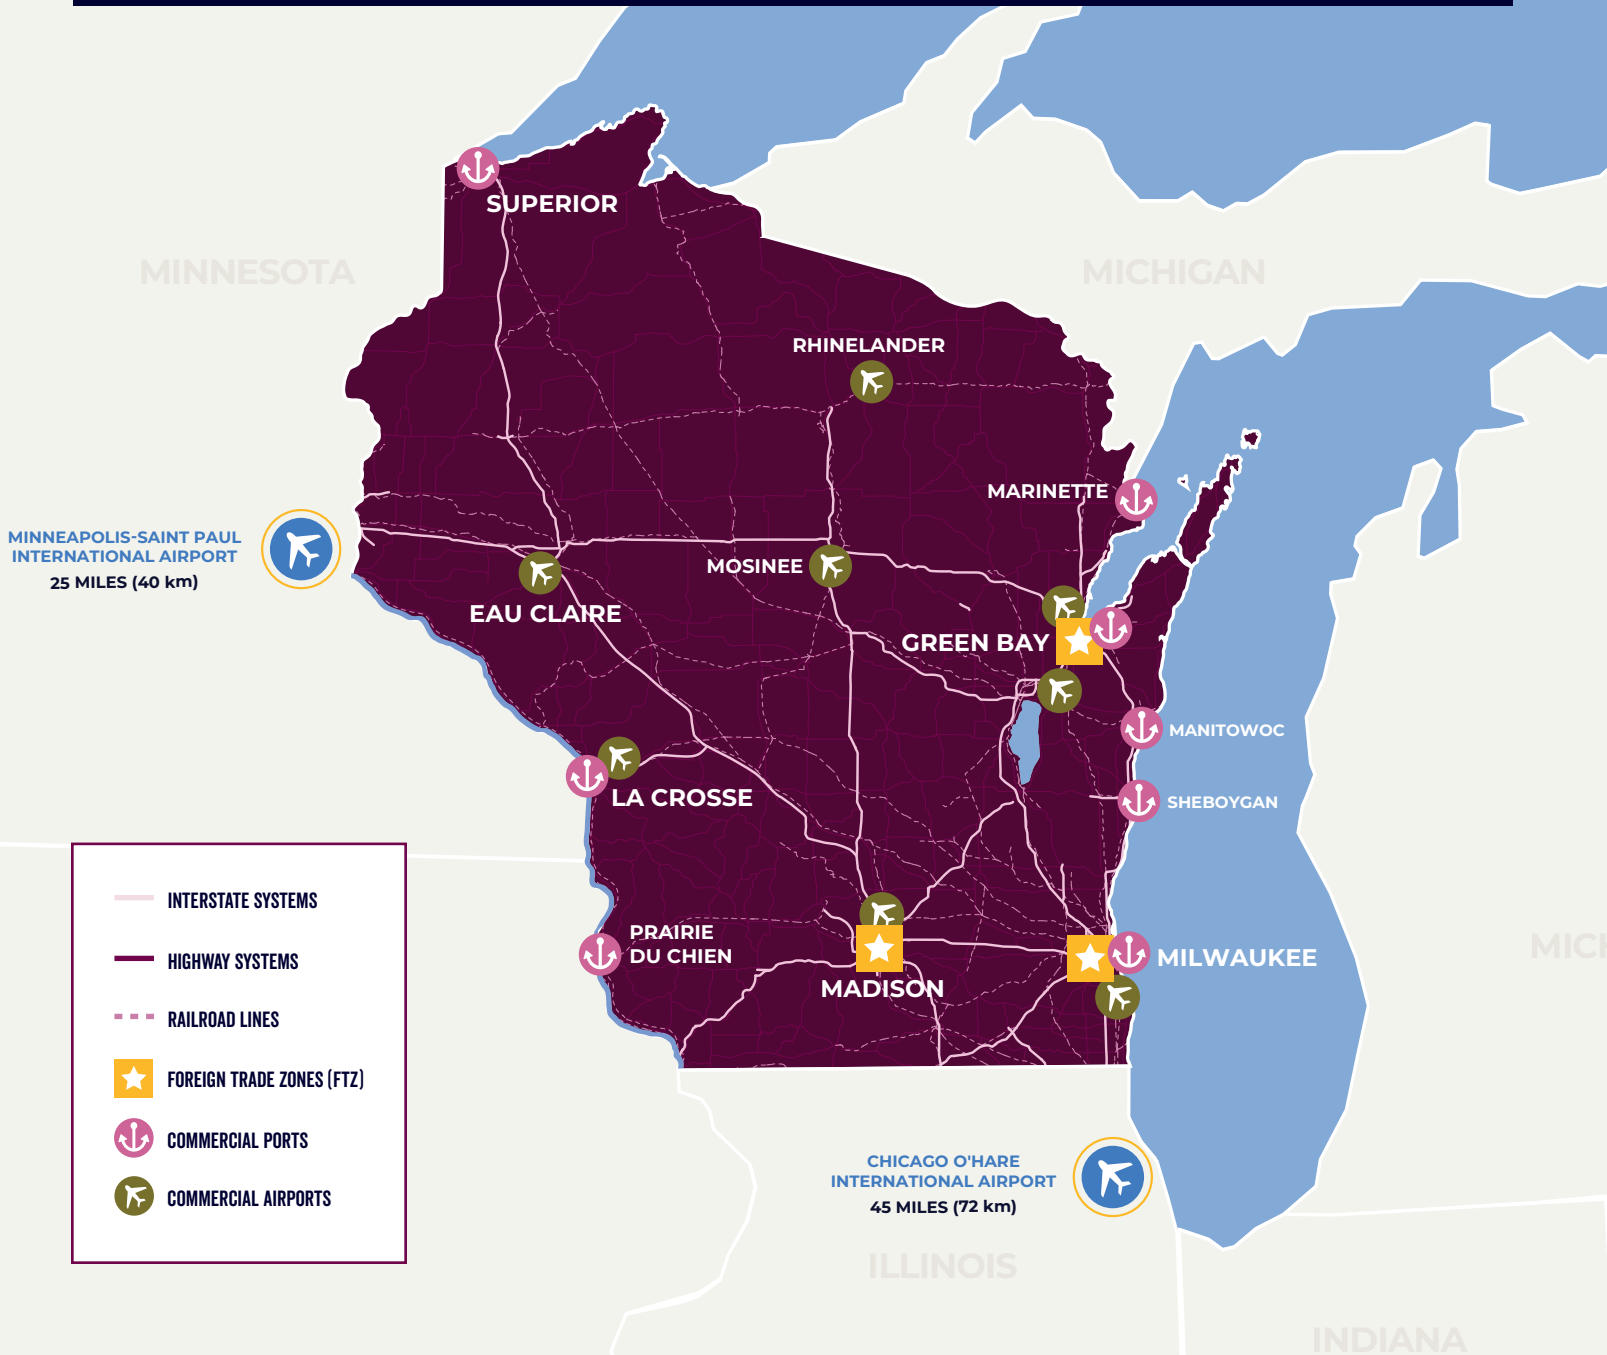 SUPERIOR
MINNESOTA
MICHIGAN
RHINELANDER
MARINETTE
MINNEAPOLIS-SAINT PAUL
INTERNATIONAL AIRPORT
25 MILES (40 km)
MOSINEE
EAU CLAIRE
GREEN BAY
MANITOWOC
LA CROSSE
SHEBOYGAN
INTERSTATE SYSTEMS
HIGHWAY SYSTEMS
RAILROAD LINES
FOREIGN TRADE ZONES (FTZ)
COMMERCIAL PORTS
COMMERCIAL AIRPORTS
PRAIRIE
DU CHIEN
MADISON
MILWAUKEE
MICH
CHICAGO O'HARE
INTERNATIONAL AIRPORT
45 MILES (72 km)
ILLINOIS
INDIANA